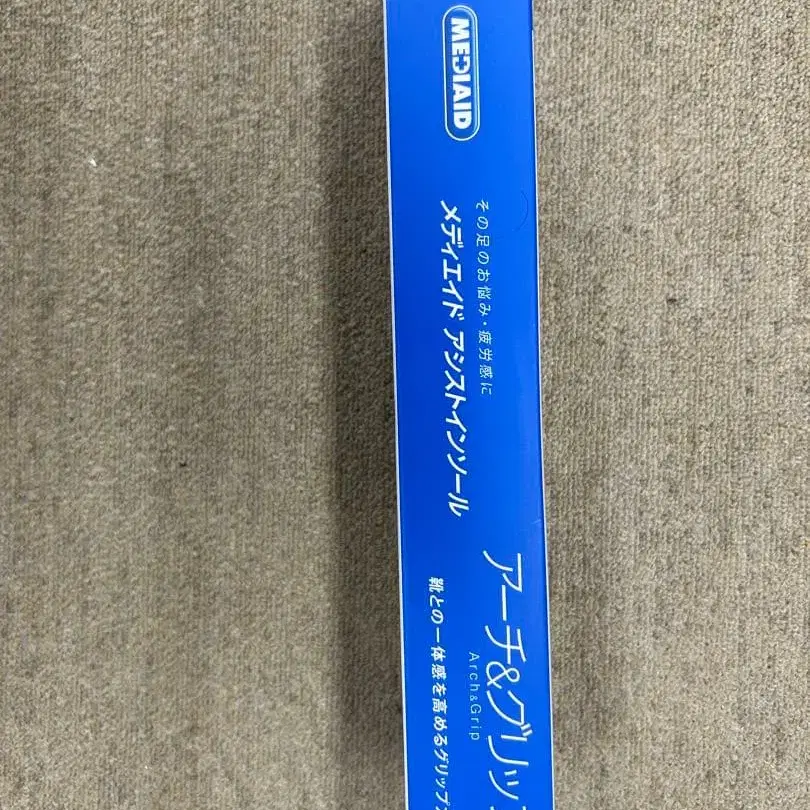 MEDIAID
その足のお悩み・疲労感に
メディエイド アシストインソール
アーチ&グリッ
Arch&Grip
靴との一体感を高めるグリップ